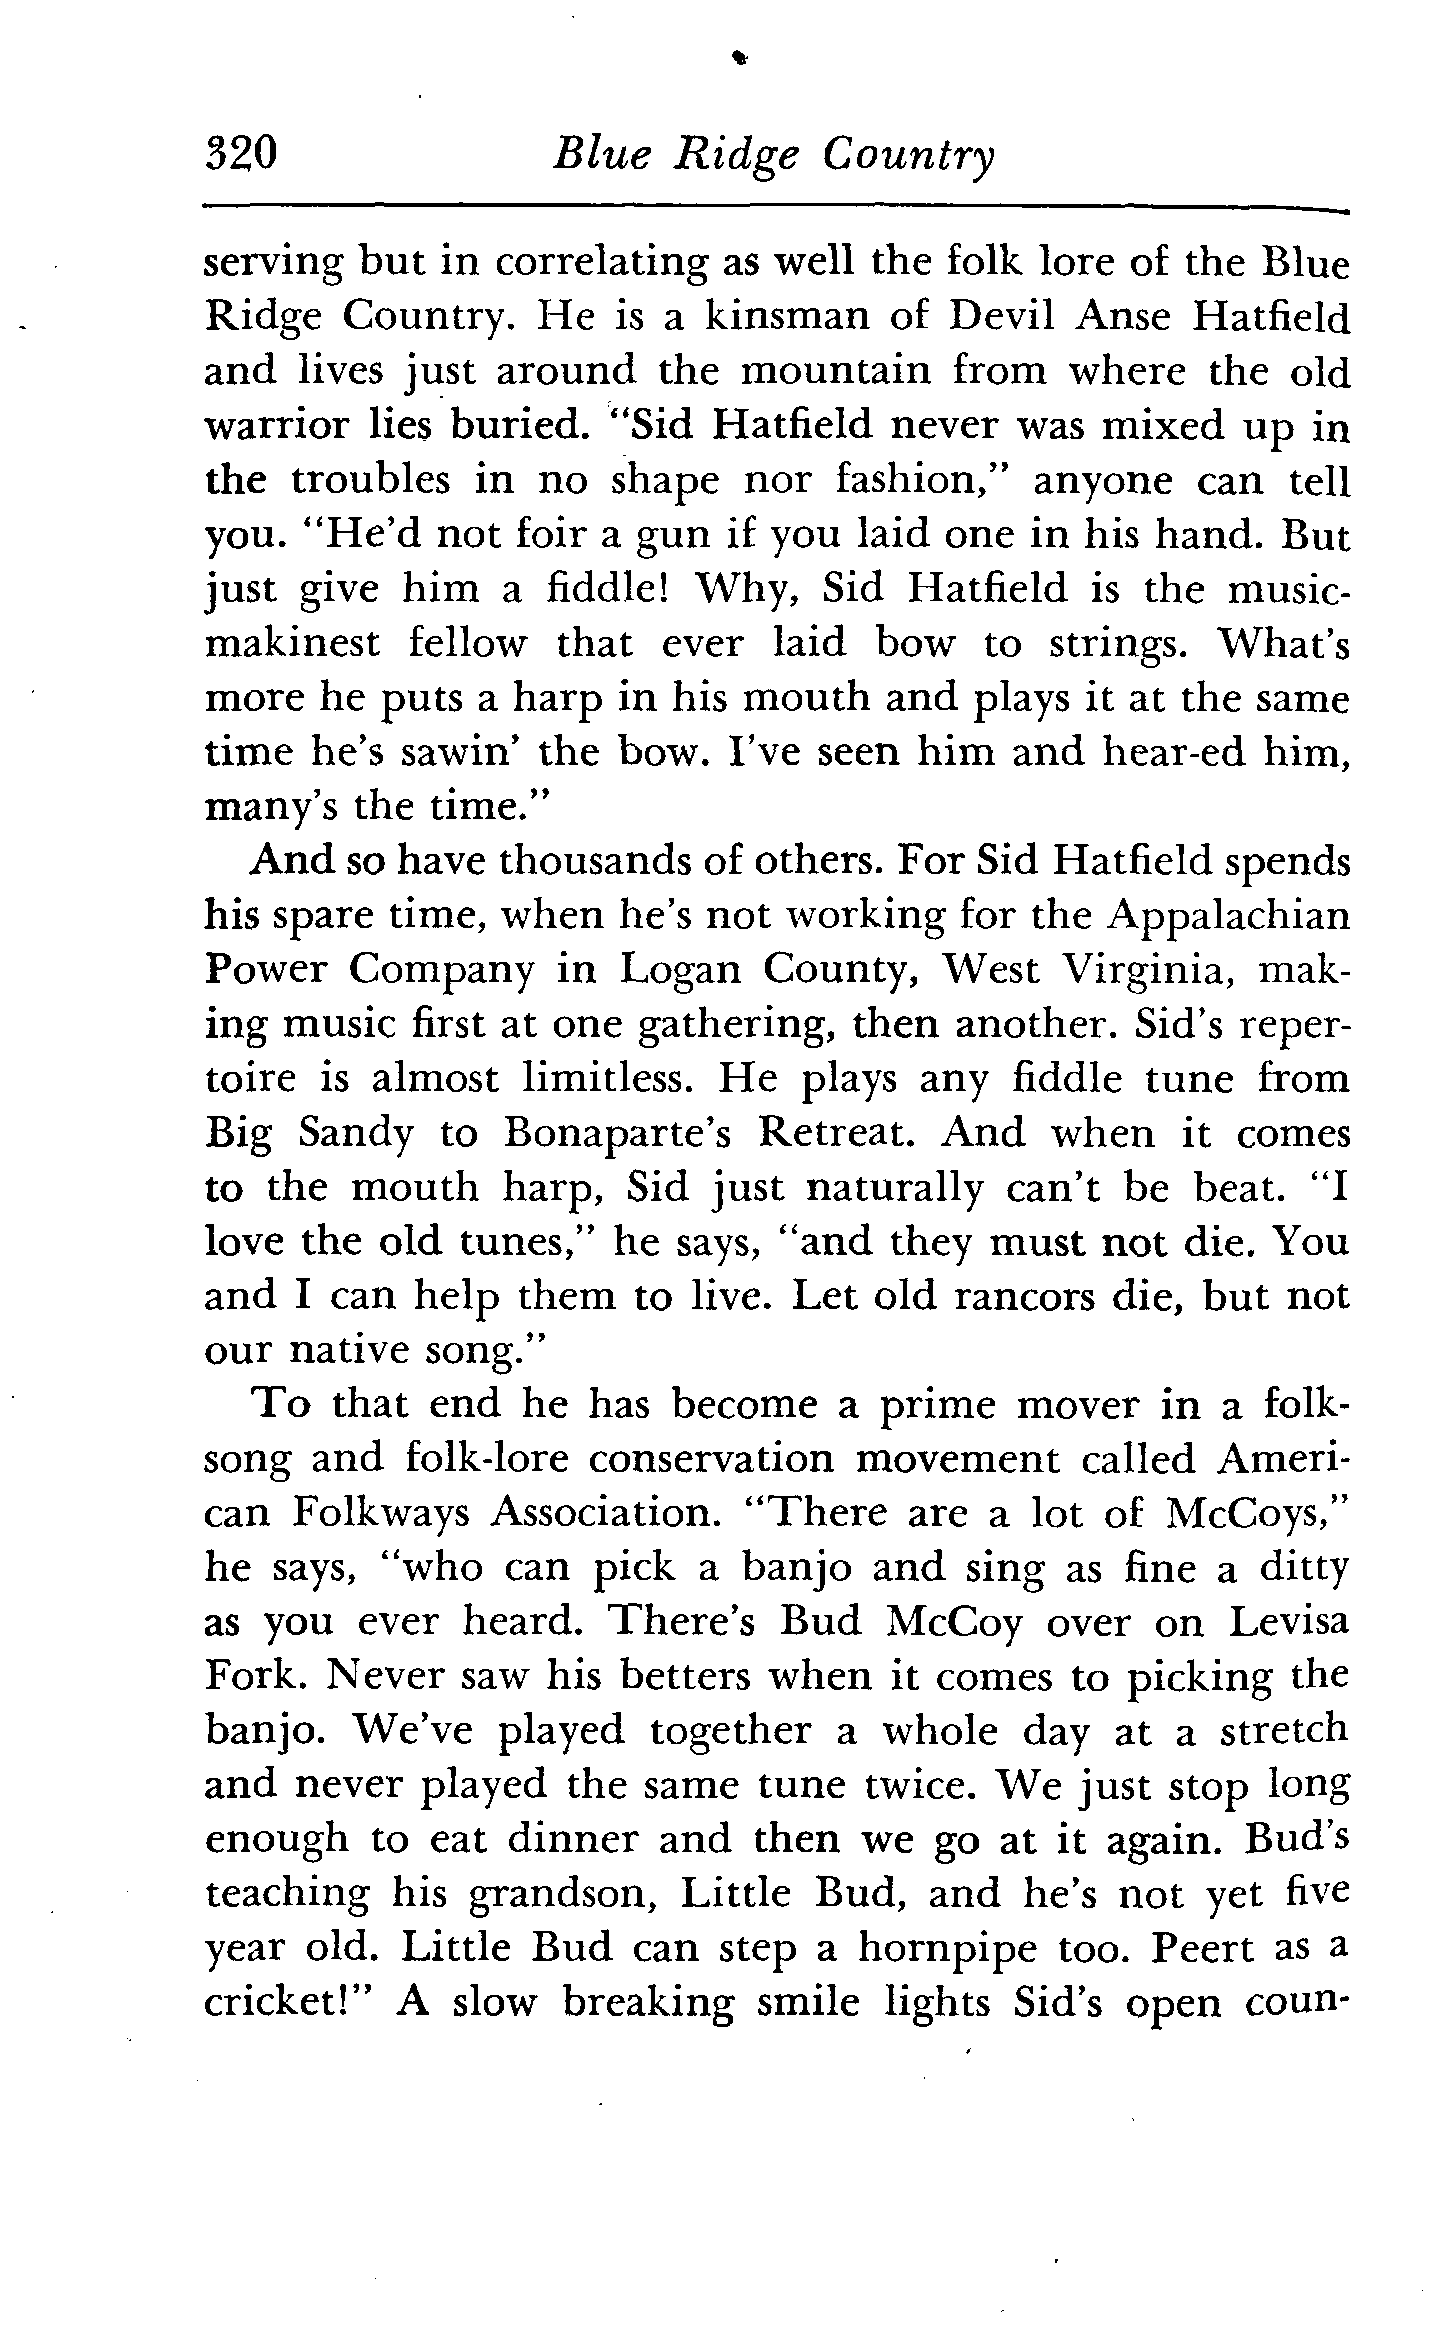 320 Blue Ridge Country
serving but in correlating as well the folk lore of the Blue
Ridge Country. He is a kinsman of Devil Anse Hatfield
and lives just around the mountain from where the old
warrior lies buried. "Sid Hatfield never was mixed up in
the troubles in no shape nor fashion," anyone can tell
you. "He'd not foir a gun if you laid one in his hand. But
just give him a fiddle! Why, Sid Hatfield is the music-
makinest fellow that ever laid bow to strings. What's
more he puts a harp in his mouth and plays it at the same
time he's sawin' the bow. I've seen him and hear-ed him,
many's the time."
And so have thousands of others. For Sid Hatfield spends
his spare time, when he's not working for the Appalachian
Power Company in Logan County, West Virginia, mak-
ing music first at one gathering, then another. Sid's reper-
toire is almost limitless. He plays any fiddle tune from
Big Sandy to Bonaparte's Retreat. And when it comes
to the mouth harp, Sid just naturally can't be beat. "I
love the old tunes," he says, "and they must not die. You
and I can help them to live. Let old rancors die, but not
our native song."
To that end he has become a prime mover in a folk-
song and folk-lore conservation movement called Ameri-
can Folkways Association. "There are a lot of McCoys,"
he says, "who can pick a banjo and sing as fine a ditty
as you ever heard. There's Bud McCoy over on Levisa
Fork. Never saw his betters when it comes to picking the
banjo. We've played together a whole day at a stretch
and never played the same tune twice. We just stop long
enough to eat dinner and then we go at it again. Bud's
teaching his grandson, Little Bud, and he's not yet five
year old. Little Bud can step a hornpipe too. Peert as a
cricket!" A slow breaking smile lights Sid's open coun-